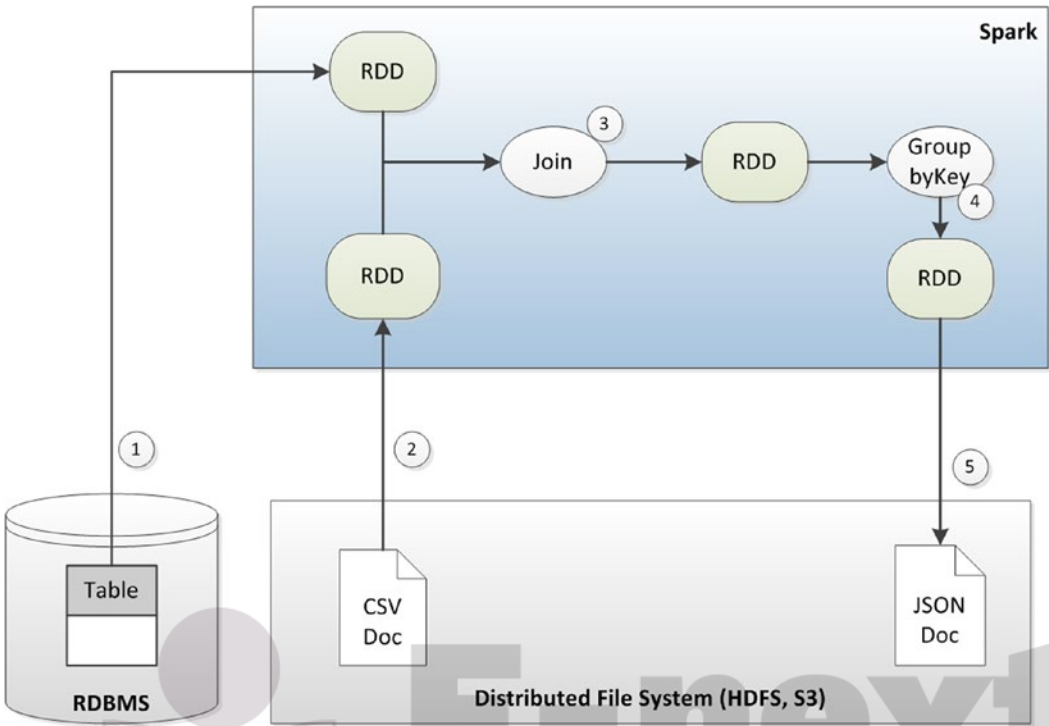 Spark
RDD
3
Join
RDD
Group
byKey
4
RDD
RDD
1
2
5
Table
CSV
Doc
JSON
Doc
RDBMS
Distributed File System (HDFS, S3)